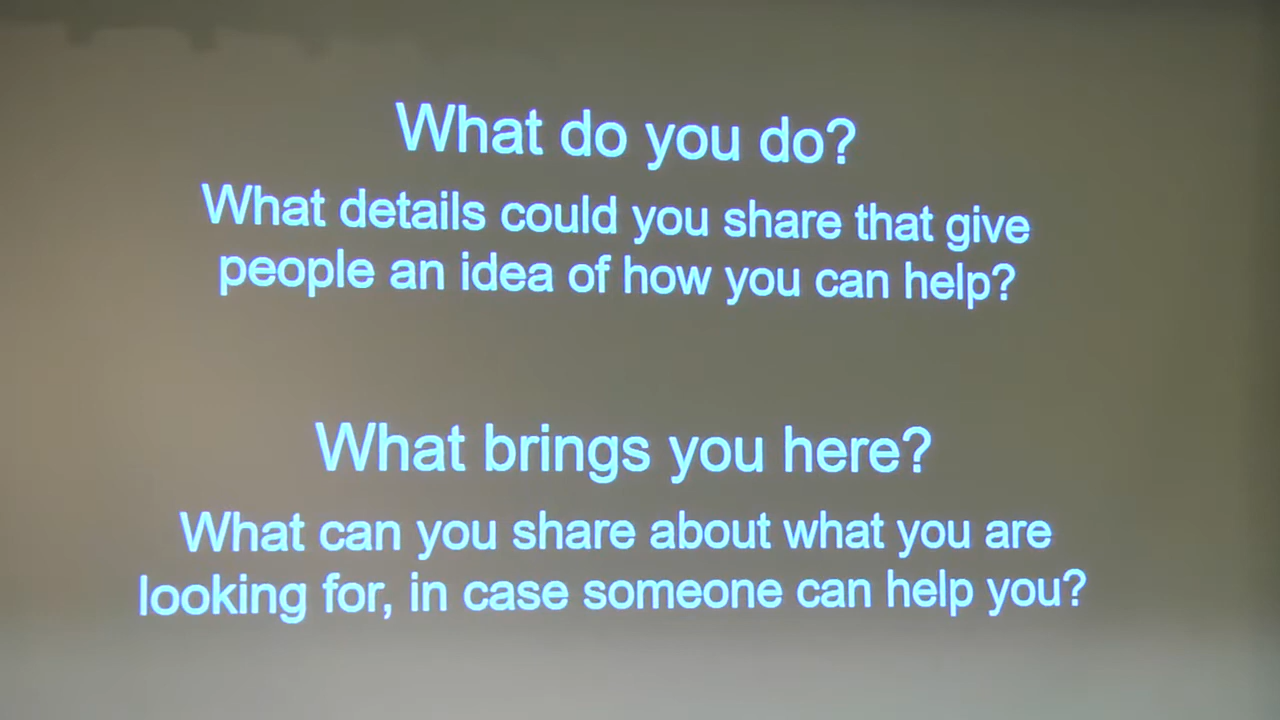 What do you do?
What details could you share that give
people an idea of how you can help?
What brings you here?
What can you share about what you are
looking for, in case someone can help you?